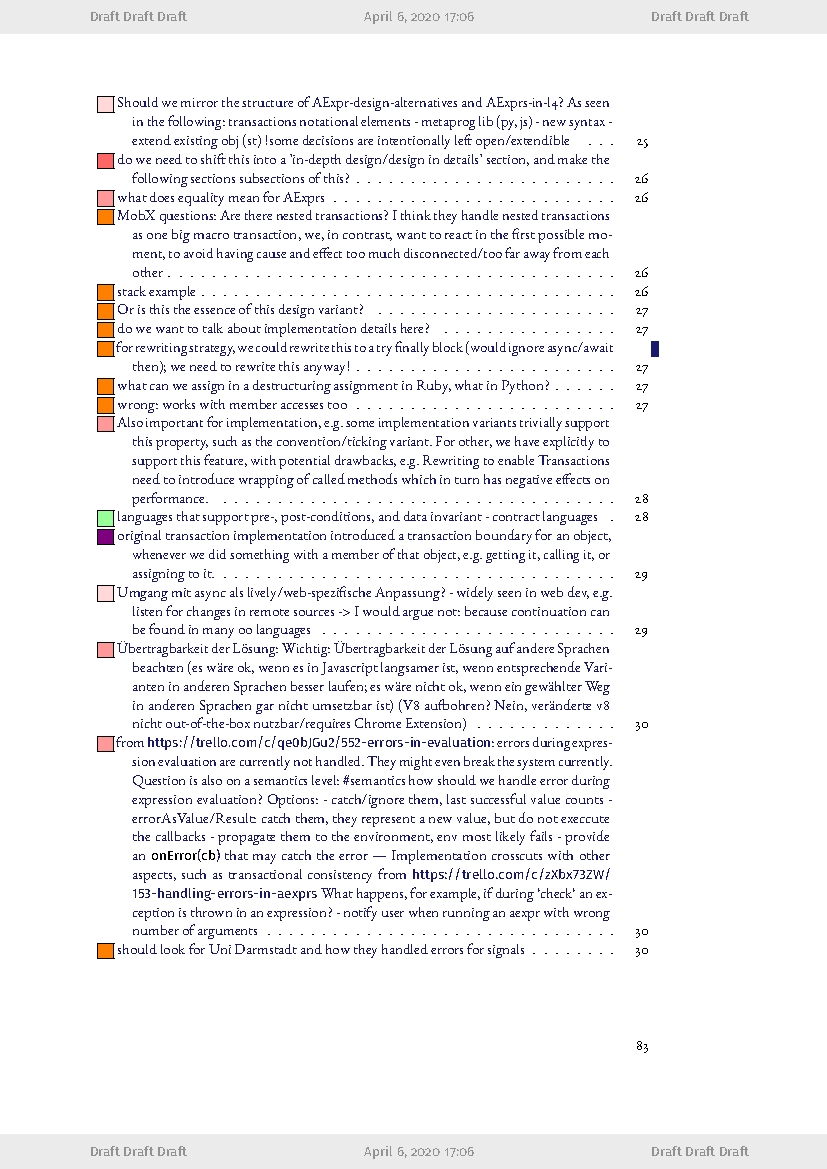 Draft Draft Draft April 6, 2020 17:06 Draft Draft Draft
Should we mirror the structure of AExpr-design-alternatives and AExprs-in-l4? As seen
in the following: transactions notational elements - metaprog lib (py, js) - new syntax -
extend existing obj (st) !some decisions are intentionally left open/extendible . . . 25
do we need to shift this into a 'in-depth design/design in details' section, and make the
following sections subsections of this? . . . . . . . . . . . . . . . . . . . . . . . . 26
what does equality mean for AExprs . . . . . . . . . . . . . . . . . . . . . . . . . . 26
MobX questions: Are there nested transactions? I think they handle nested transactions
as one big macro transaction, we, in contrast, want to react in the first possible mo-
ment, to avoid having cause and effect too much disconnected/too far away from each
other . . . . . . . . . . . . . . . . . . . . . . . . . . . . . . . . . . . . . . . . . 26
stack example . . . . . . . . . . . . . . . . . . . . . . . . . . . . . . . . . . . . . . 26
Or is this the essence of this design variant? . . . . . . . . . . . . . . . . . . . . . . 27
do we want to talk about implementation details here? . . . . . . . . . . . . . . . . 27
for rewriting strategy, we could rewrite this to a try finally block (would ignore async/await
then); we need to rewrite this anyway! . . . . . . . . . . . . . . . . . . . . . . . . 27
what can we assign in a destructuring assignment in Ruby, what in Python? . . . . . . 27
wrong: works with member accesses too . . . . . . . . . . . . . . . . . . . . . . . . 27
Also important for implementation, e.g. some implementation variants trivially support
this property, such as the convention/ticking variant. For other, we have explicitly to
support this feature, with potential drawbacks, e.g. Rewriting to enable Transactions
need to introduce wrapping of called methods which in turn has negative effects on
performance. . . . . . . . . . . . . . . . . . . . . . . . . . . . . . . . . . . . . 28
languages that support pre-, post-conditions, and data invariant - contract languages . 28
original transaction implementation introduced a transaction boundary for an object,
whenever we did something with a member of that object, e.g. getting it, calling it, or
assigning to it. . . . . . . . . . . . . . . . . . . . . . . . . . . . . . . . . . . . . 29
Umgang mit async als lively/web-spezifische Anpassung? - widely seen in web dev, e.g.
listen for changes in remote sources -> I would argue not: because continuation can
be found in many oo languages . . . . . . . . . . . . . . . . . . . . . . . . . . . 29
Übertragbarkeit der Lösung: Wichtig: Übertragbarkeit der Lösung auf andere Sprachen
beachten (es wäre ok, wenn es in Javascript langsamer ist, wenn entsprechende Vari-
anten in anderen Sprachen besser laufen; es wäre nicht ok, wenn ein gewählter Weg
in anderen Sprachen gar nicht umsetzbar ist) (V8 aufbohren? Nein, veränderte v8
nicht out-of-the-box nutzbar/requires Chrome Extension) . . . . . . . . . . . . . 30
from https://trello.com/c/qe0bJGu2/552-errors-in-evaluation: errors during expres-
sion evaluation are currently not handled. They might even break the system currently.
Question is also on a semantics level: #semantics how should we handle error during
expression evaluation? Options: - catch/ignore them, last successful value counts -
errorAsValue/Result: catch them, they represent a new value, but do not execcute
the callbacks - propagate them to the environment, env most likely fails - provide
an onError(cb) that may catch the error — Implementation crosscuts with other
aspects, such as transactional consistency from https://trello.com/c/zXbx73ZW/
153-handling-errors-in-aexprs What happens, for example, if during 'check' an ex-
ception is thrown in an expression? - notify user when running an aexpr with wrong
number of arguments . . . . . . . . . . . . . . . . . . . . . . . . . . . . . . . . 30
should look for Uni Darmstadt and how they handled errors for signals . . . . . . . . 30
83
Draft Draft Draft April 6, 2020 17:06 Draft Draft Draft